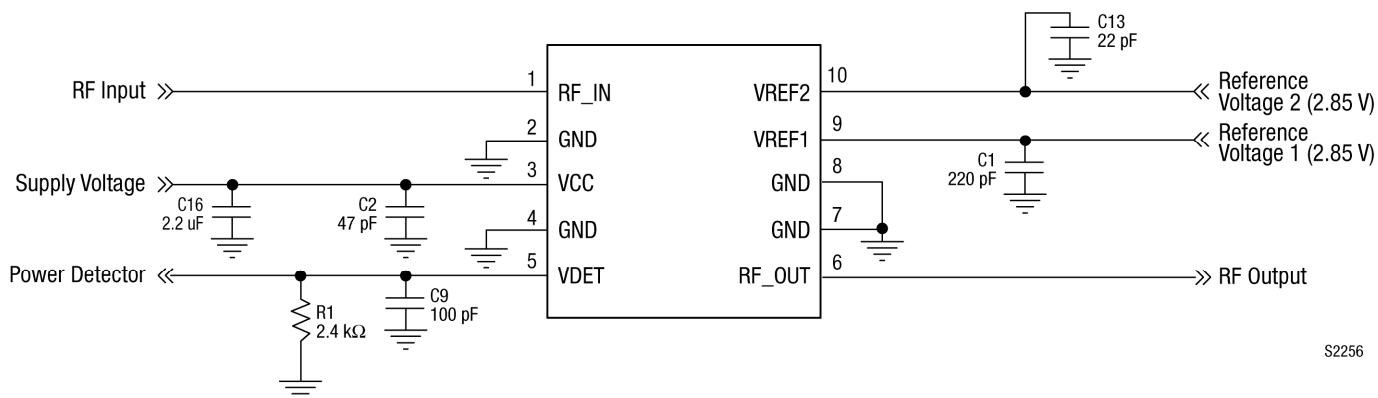 C13
22 pF
RF Input
1
RF_IN
VREF2
10
Reference
Voltage 2 (2.85 V)
2
GND
VREF1
9
Reference
Voltage 1 (2.85 V)
C1
220 pF
Supply Voltage
3
VCC
GND
8
C16
2.2 uF
C2
47 pF
4
GND
GND
7
Power Detector
5
VDET
RF_OUT
6
RF Output
R1
2.4 kΩ
C9
100 pF
S2256